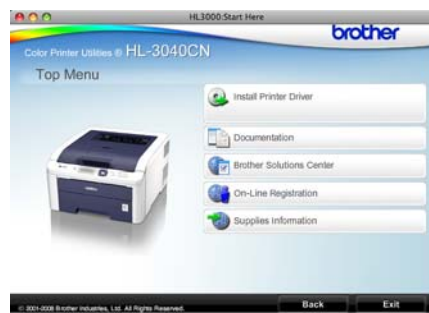 HL3000:Start Here
brother
Color Printer Utilities ® HL-3040CN
Top Menu
Install Printer Driver
Documentation
Brother Solutions Center
On-Line Registration
Supplies Information
© 2001-2008 Brother Industries, Ltd. All Rights Reserved.
Back
Exit